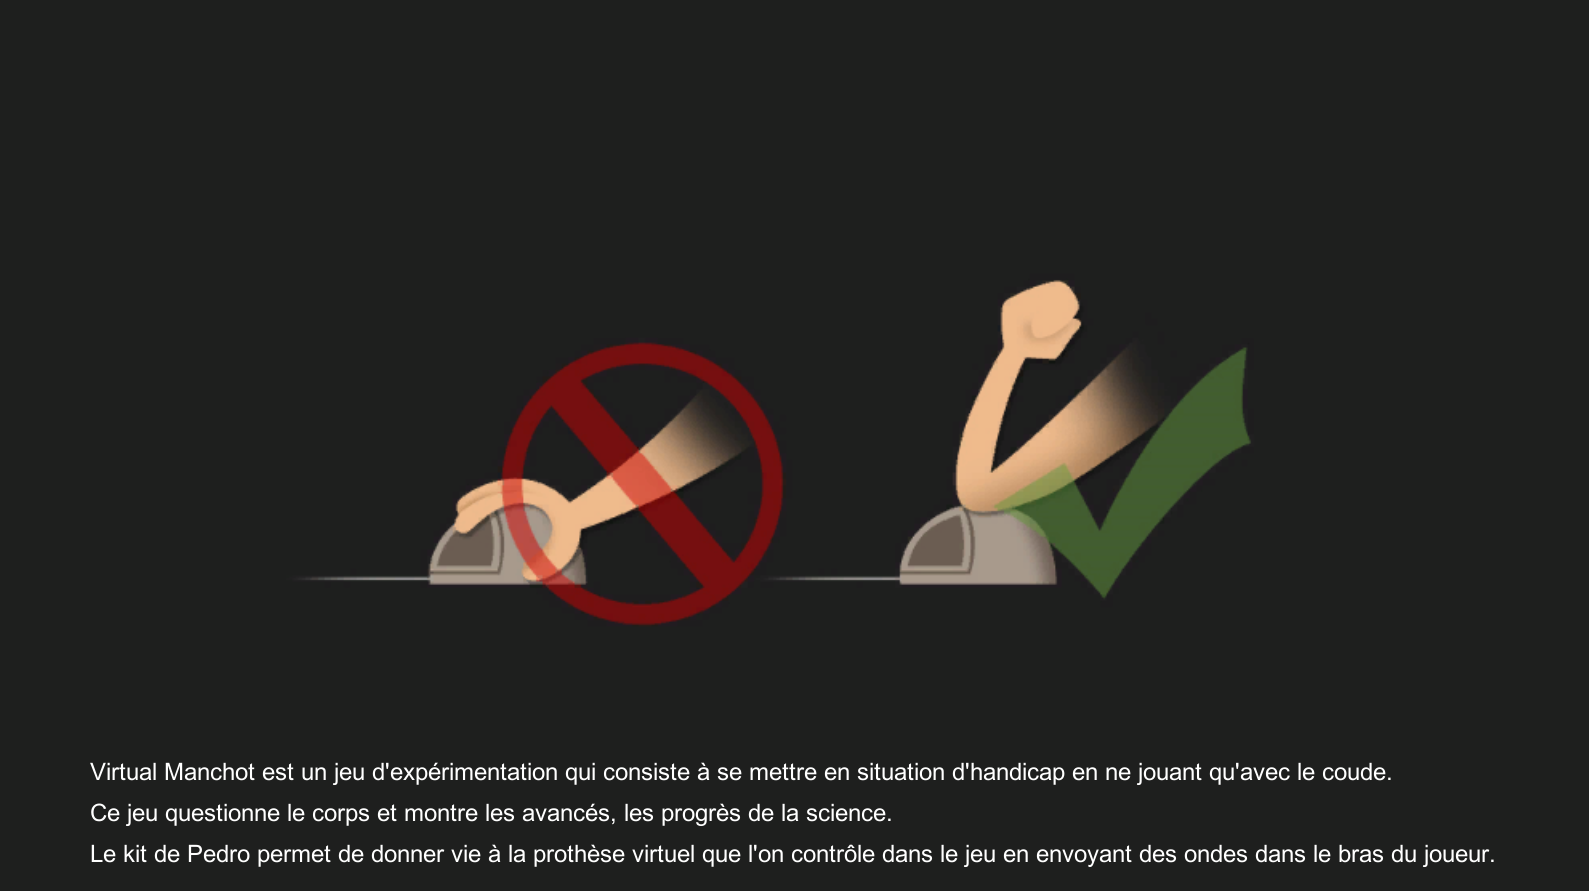 Virtual Manchot est un jeu d'expérimentation qui consiste à se mettre en situation d'handicap en ne jouant qu'avec le coude.
Ce jeu questionne le corps et montre les avancés, les progrès de la science.
Le kit de Pedro permet de donner vie à la prothèse virtuel que l'on contrôle dans le jeu en envoyant des ondes dans le bras du joueur.